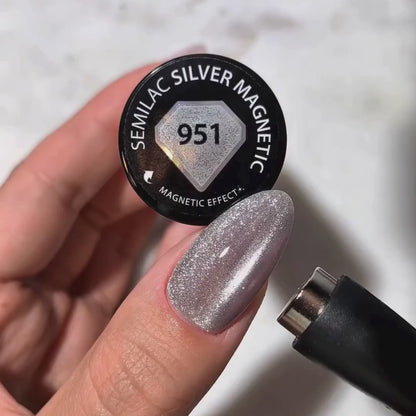 SEMILAC SILVER MAGNETIC
951
MAGNETIC EFFECT